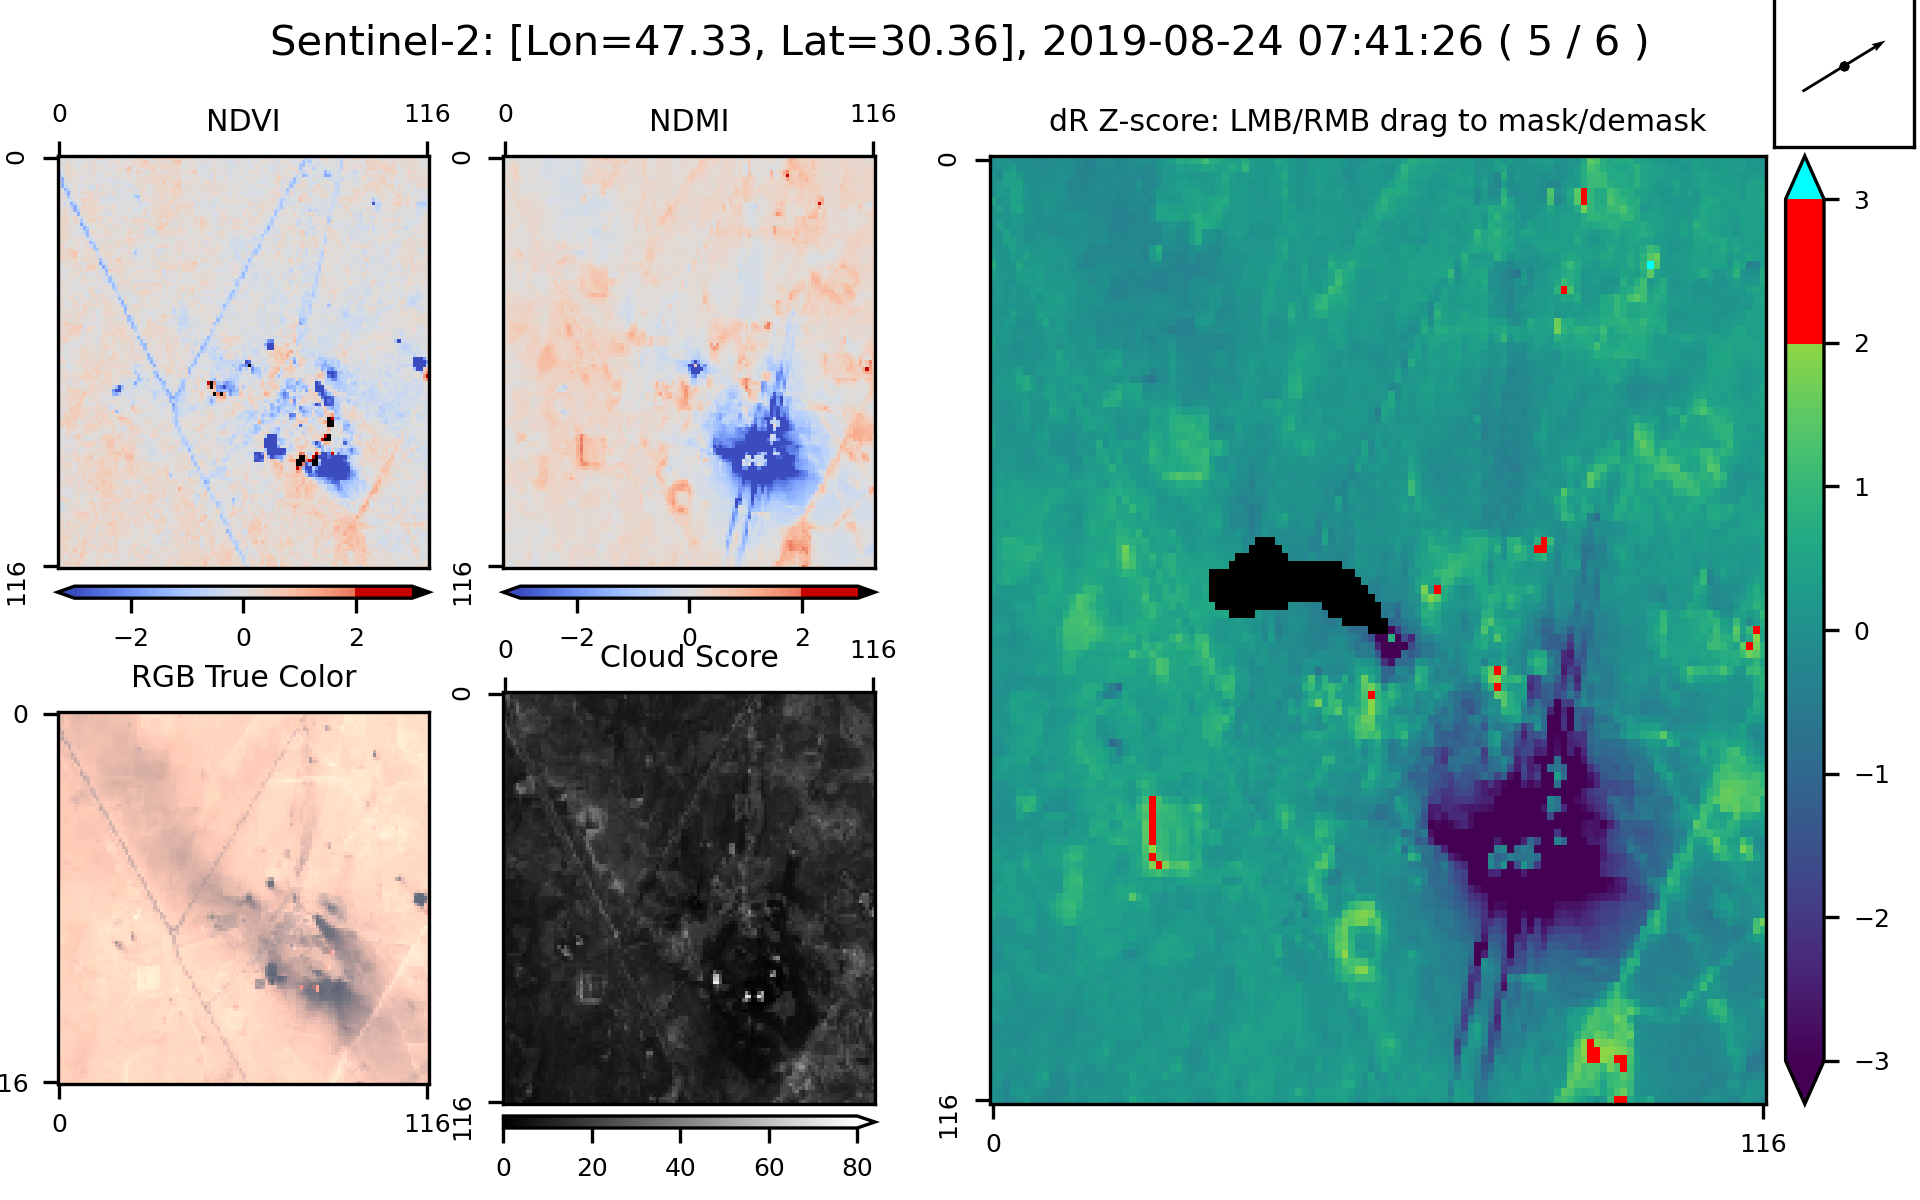 Sentinel-2: [Lon=47.33, Lat=30.36], 2019-08-24 07:41:26 ( 5 / 6 )
0 NDVI 116
0
116
−2 0 2
0 NDMI 116
0
116
−2 0 2
dR Z-score: LMB/RMB drag to mask/demask
0
116
0 116
3
2
1
0
−1
−2
−3
RGB True Color
0
16
0 116
0 Cloud Score 116
0
116
0 20 40 60 80